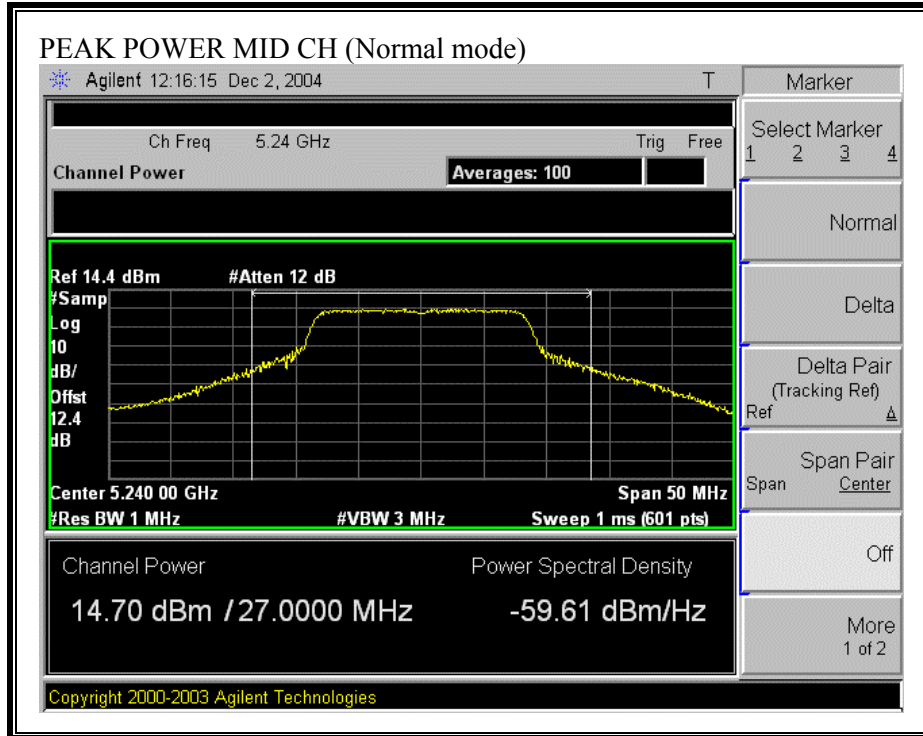 PEAK POWER MID CH (Normal mode)
Agilent 12:16:15 Dec 2, 2004 T
Marker
Ch Freq 5.24 GHz Trig Free
Channel Power Averages: 100
Ref 14.4 dBm #Atten 12 dB
#Samp
Log
10
dB/
Offst
12.4
dB
Center 5.240 00 GHz Span 50 MHz
#Res BW 1 MHz #VBW 3 MHz Sweep 1 ms (601 pts)
Channel Power Power Spectral Density
14.70 dBm / 27.0000 MHz -59.61 dBm/Hz
Select Marker
1 2 3 4
Normal
Delta
Delta Pair
(Tracking Ref)
Ref Δ
Span Pair
Span Center
Off
More
1 of 2
Copyright 2000-2003 Agilent Technologies